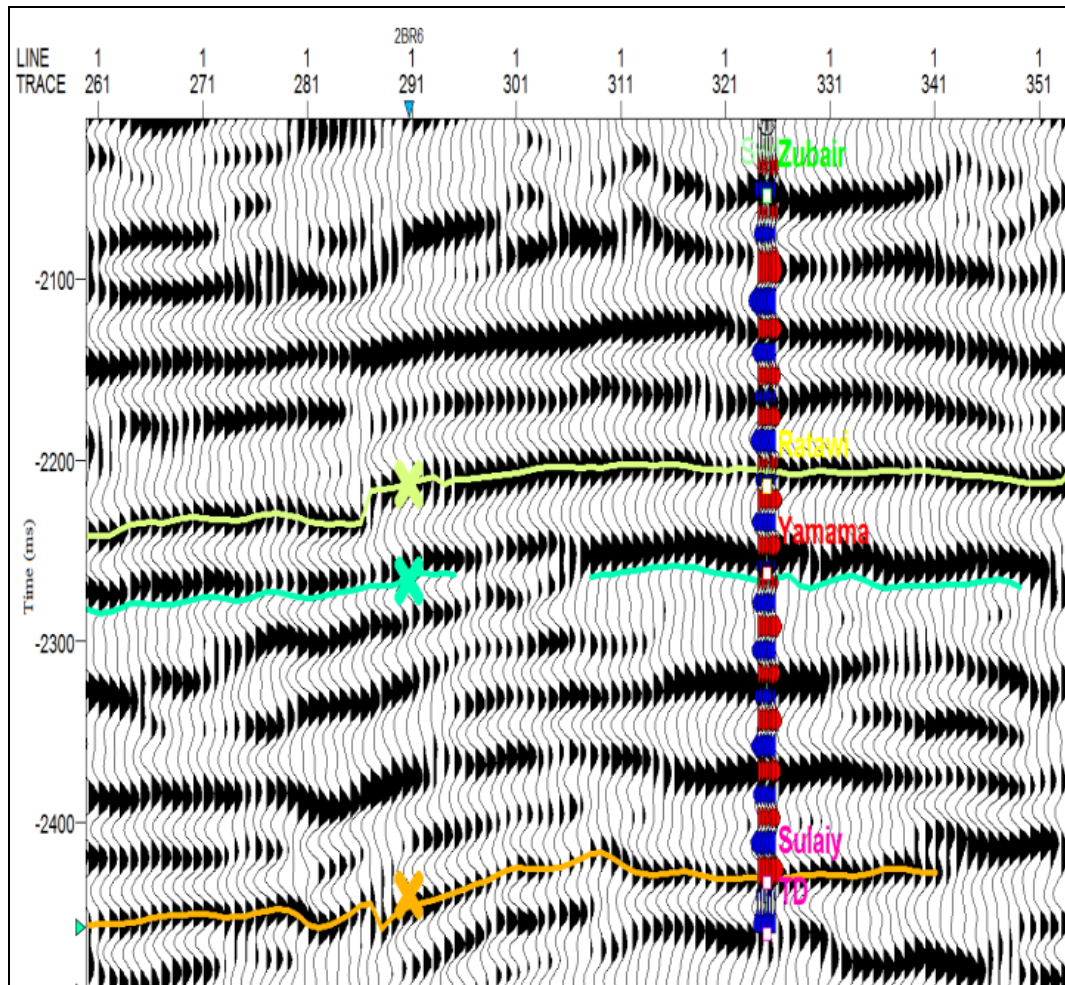 2BR6
LINE 1 1 1 1 1 1 1 1 1 1
TRACE 261 271 281 291 301 311 321 331 341 351
Zubair
-2100
-2200
Ratawi
Yamama
Time (ms)
-2300
-2400
Sulaiy
TD